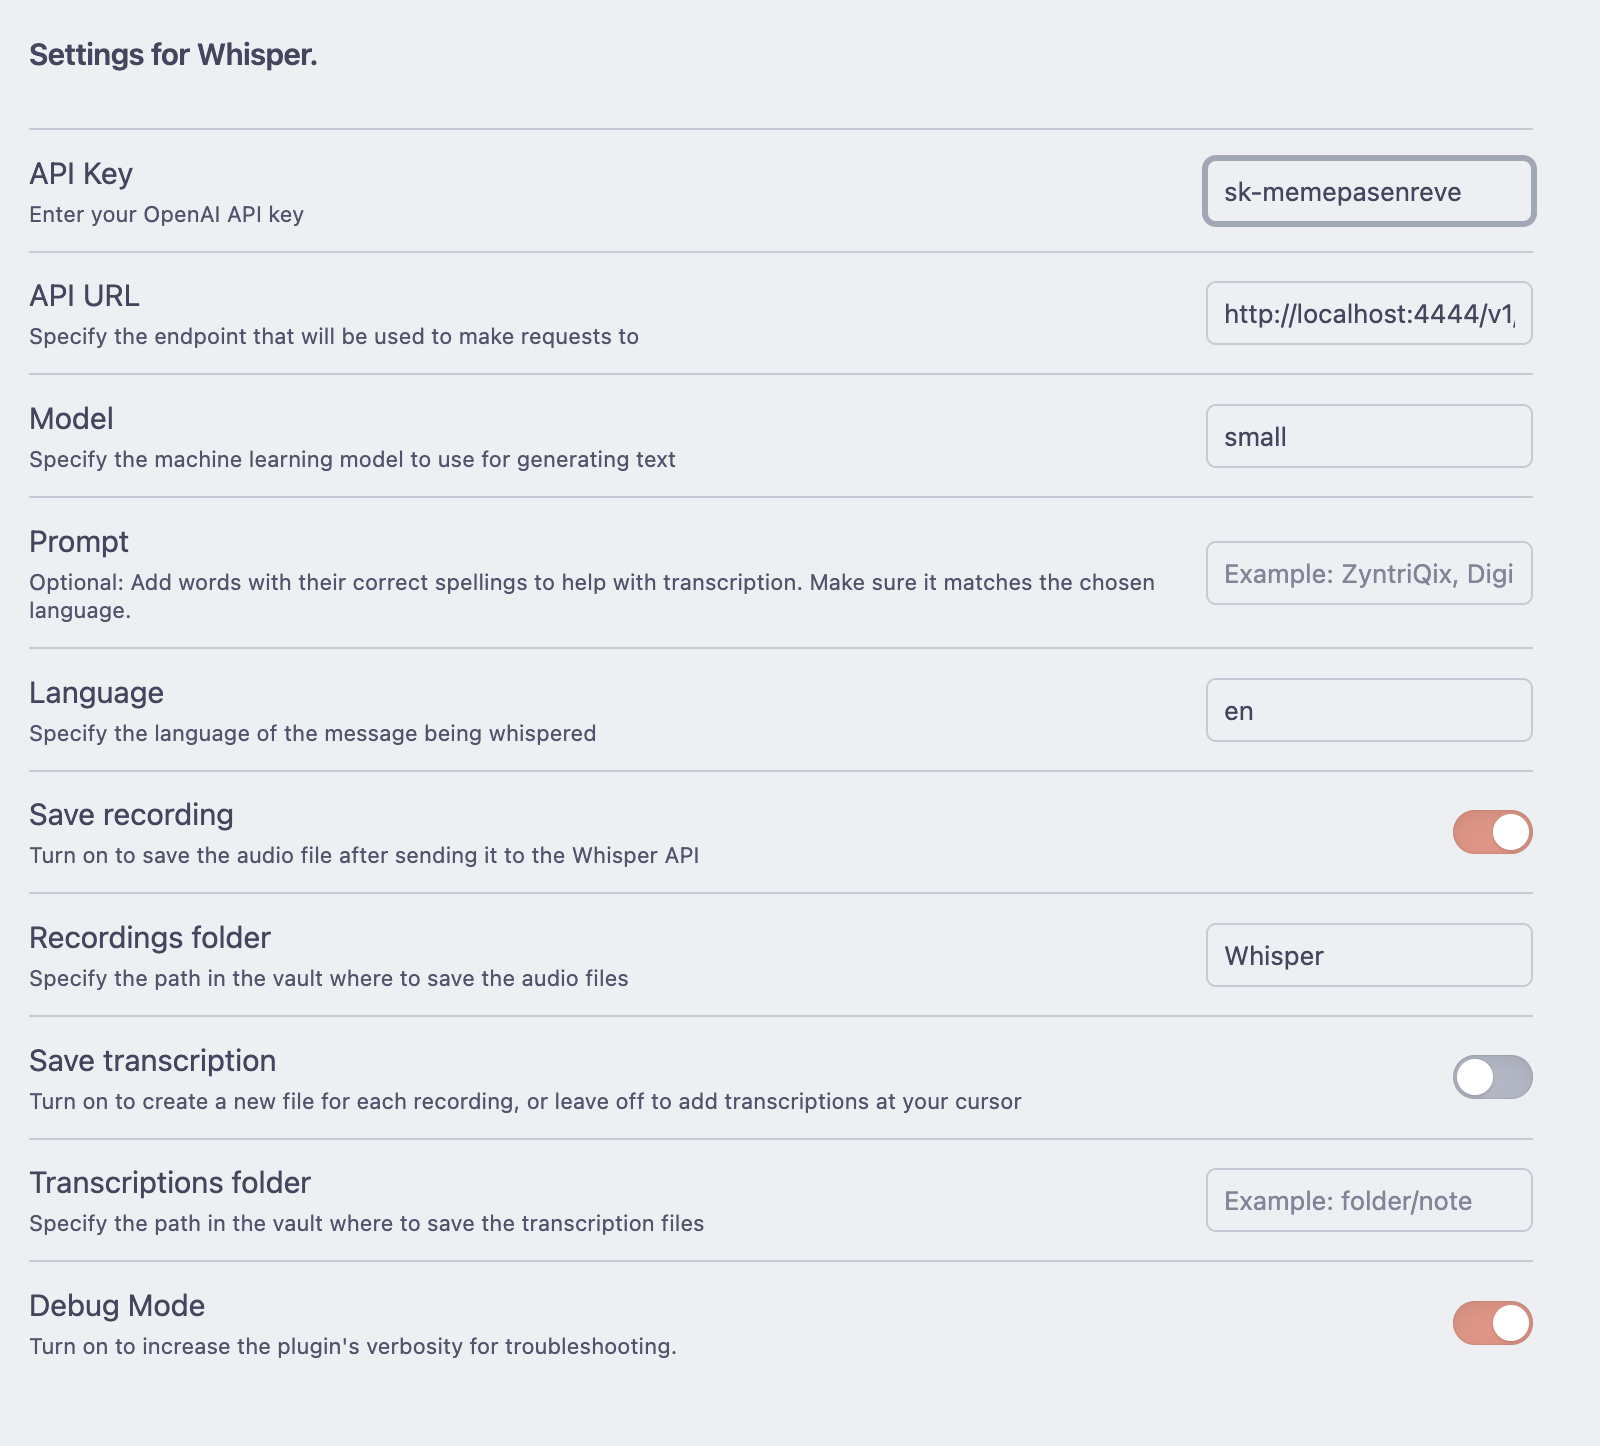 Settings for Whisper.
API Key
Enter your OpenAI API key
sk-memepasenreve
API URL
Specify the endpoint that will be used to make requests to
http://localhost:4444/v1/
Model
Specify the machine learning model to use for generating text
small
Prompt
Optional: Add words with their correct spellings to help with transcription. Make sure it matches the chosen
language.
Example: ZyntriQix, Digi
Language
Specify the language of the message being whispered
en
Save recording
Turn on to save the audio file after sending it to the Whisper API
Recordings folder
Specify the path in the vault where to save the audio files
Whisper
Save transcription
Turn on to create a new file for each recording, or leave off to add transcriptions at your cursor
Transcriptions folder
Specify the path in the vault where to save the transcription files
Example: folder/note
Debug Mode
Turn on to increase the plugin's verbosity for troubleshooting.